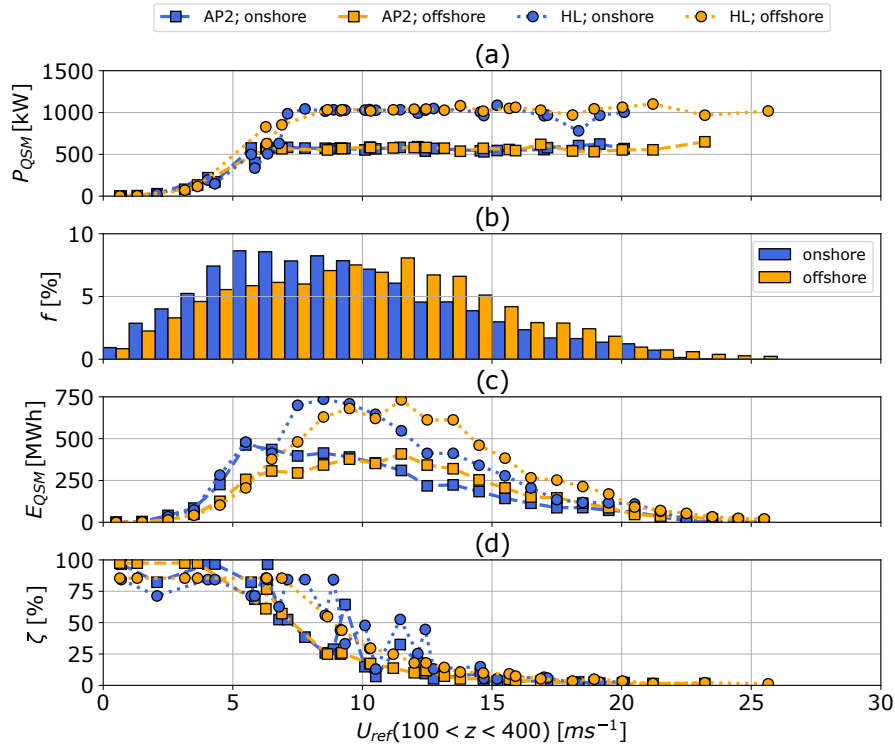 AP2; onshore AP2; offshore HL; onshore HL; offshore
(a)
1500
1000
500
0
P_QSM [kW]
(b)
10
5
0
f [%]
onshore
offshore
(c)
750
500
250
0
E_QSM [MWh]
(d)
100
75
50
25
0
ζ [%]
0 5 10 15 20 25 30
U_ref(100 < z < 400) [ms⁻¹]